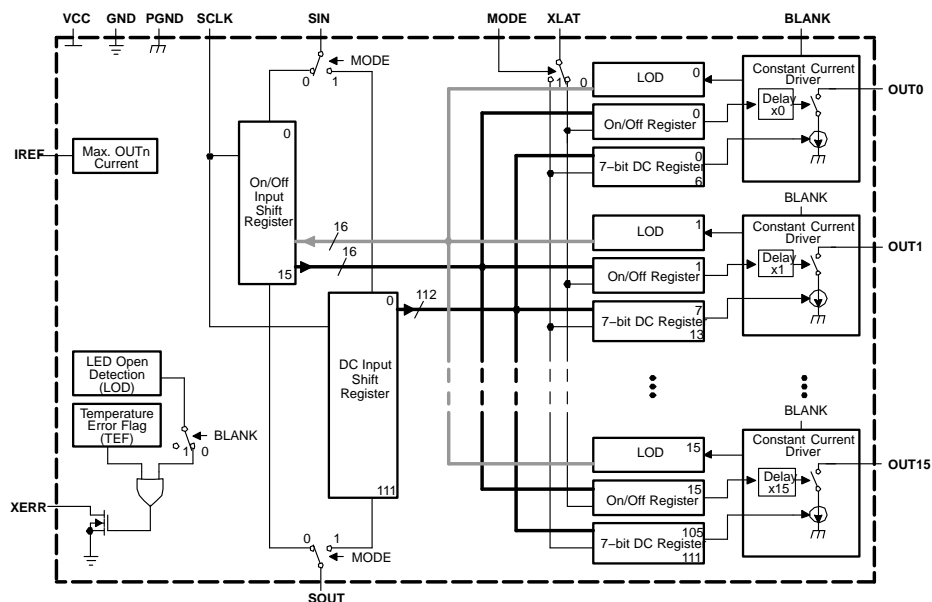 VCC GND PGND SCLK SIN MODE XLAT BLANK
MODE
0 1
1 0
LOD 0
Constant Current Driver
Delay x0
OUT0
On/Off Register 0
7–bit DC Register 0 6
IREF
Max. OUTn Current
On/Off Input Shift Register 0 15
16
16
BLANK
LOD 1
Constant Current Driver
Delay x1
OUT1
On/Off Register 1
7–bit DC Register 7 13
DC Input Shift Register 0 111
112
LED Open Detection (LOD)
Temperature Error Flag (TEF)
BLANK
1 0
BLANK
LOD 15
Constant Current Driver
Delay x15
OUT15
On/Off Register 15
7–bit DC Register 105 111
XERR
0 1
MODE
SOUT